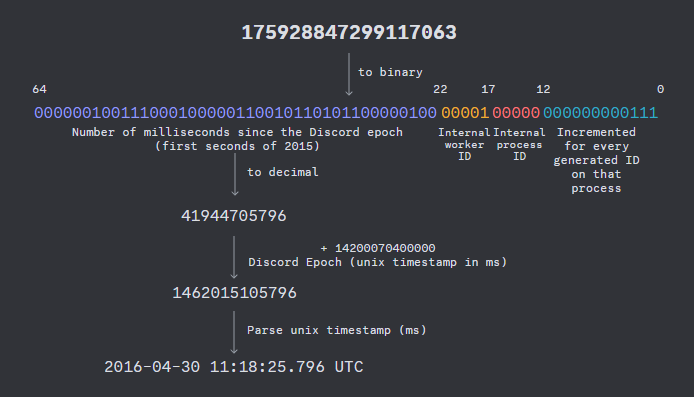 175928847299117063
to binary
64 22 17 12 0
000000100111000100000110010110101100000100 00001 00000 000000000111
Number of milliseconds since the Discord epoch
(first seconds of 2015)
Internal
worker
ID
Internal
process
ID
Incremented
for every
generated ID
on that
process
to decimal
41944705796
+ 14200070400000
Discord Epoch (unix timestamp in ms)
1462015105796
Parse unix timestamp (ms)
2016-04-30 11:18:25.796 UTC